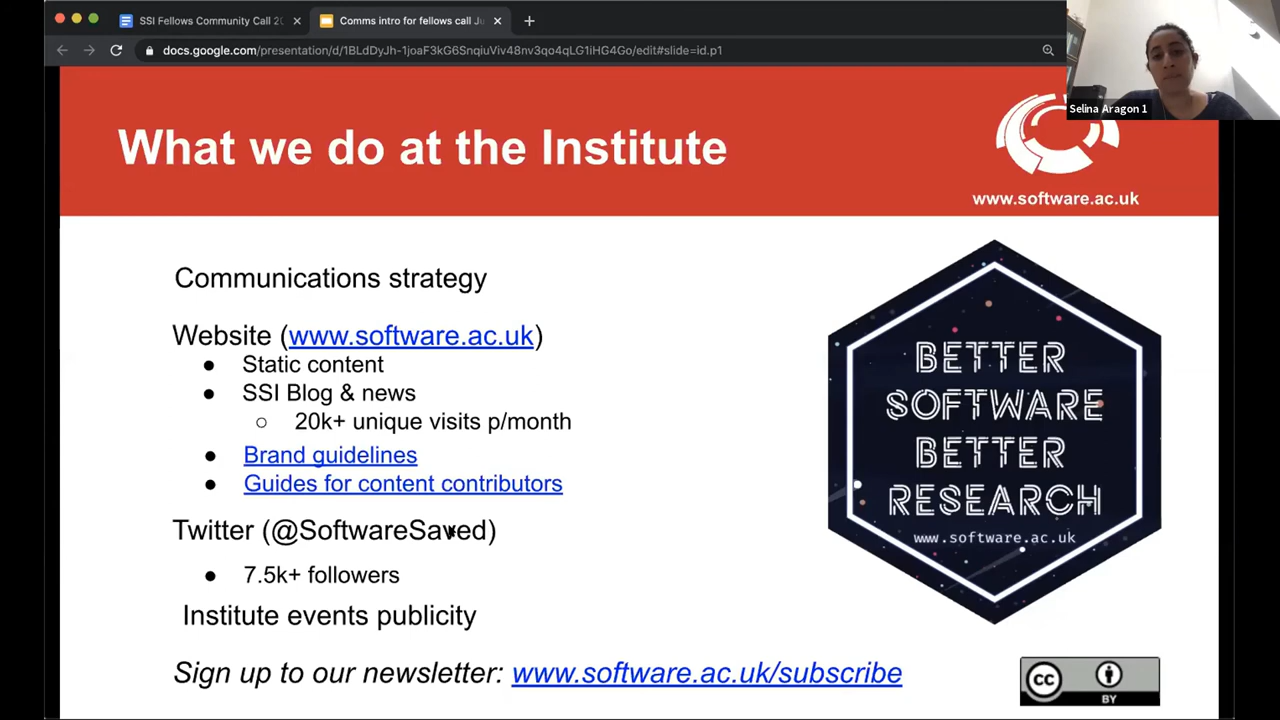 SSI Fellows Community Call 20
Comms intro for fellows call Ju
docs.google.com/presentation/d/1BLdDyJh-1joaF3kG6SnqiuViv48nv3qo4qLG1iHG4Go/edit#slide=id.p1
Selina Aragon 1
What we do at the Institute
www.software.ac.uk
Communications strategy
Website (www.software.ac.uk)
● Static content
● SSI Blog & news
○ 20k+ unique visits p/month
● Brand guidelines
● Guides for content contributors
Twitter (@SoftwareSaved)
● 7.5k+ followers
Institute events publicity
Sign up to our newsletter: www.software.ac.uk/subscribe
BETTER
SOFTWARE
BETTER
RESEARCH
www.software.ac.uk
CC
BY